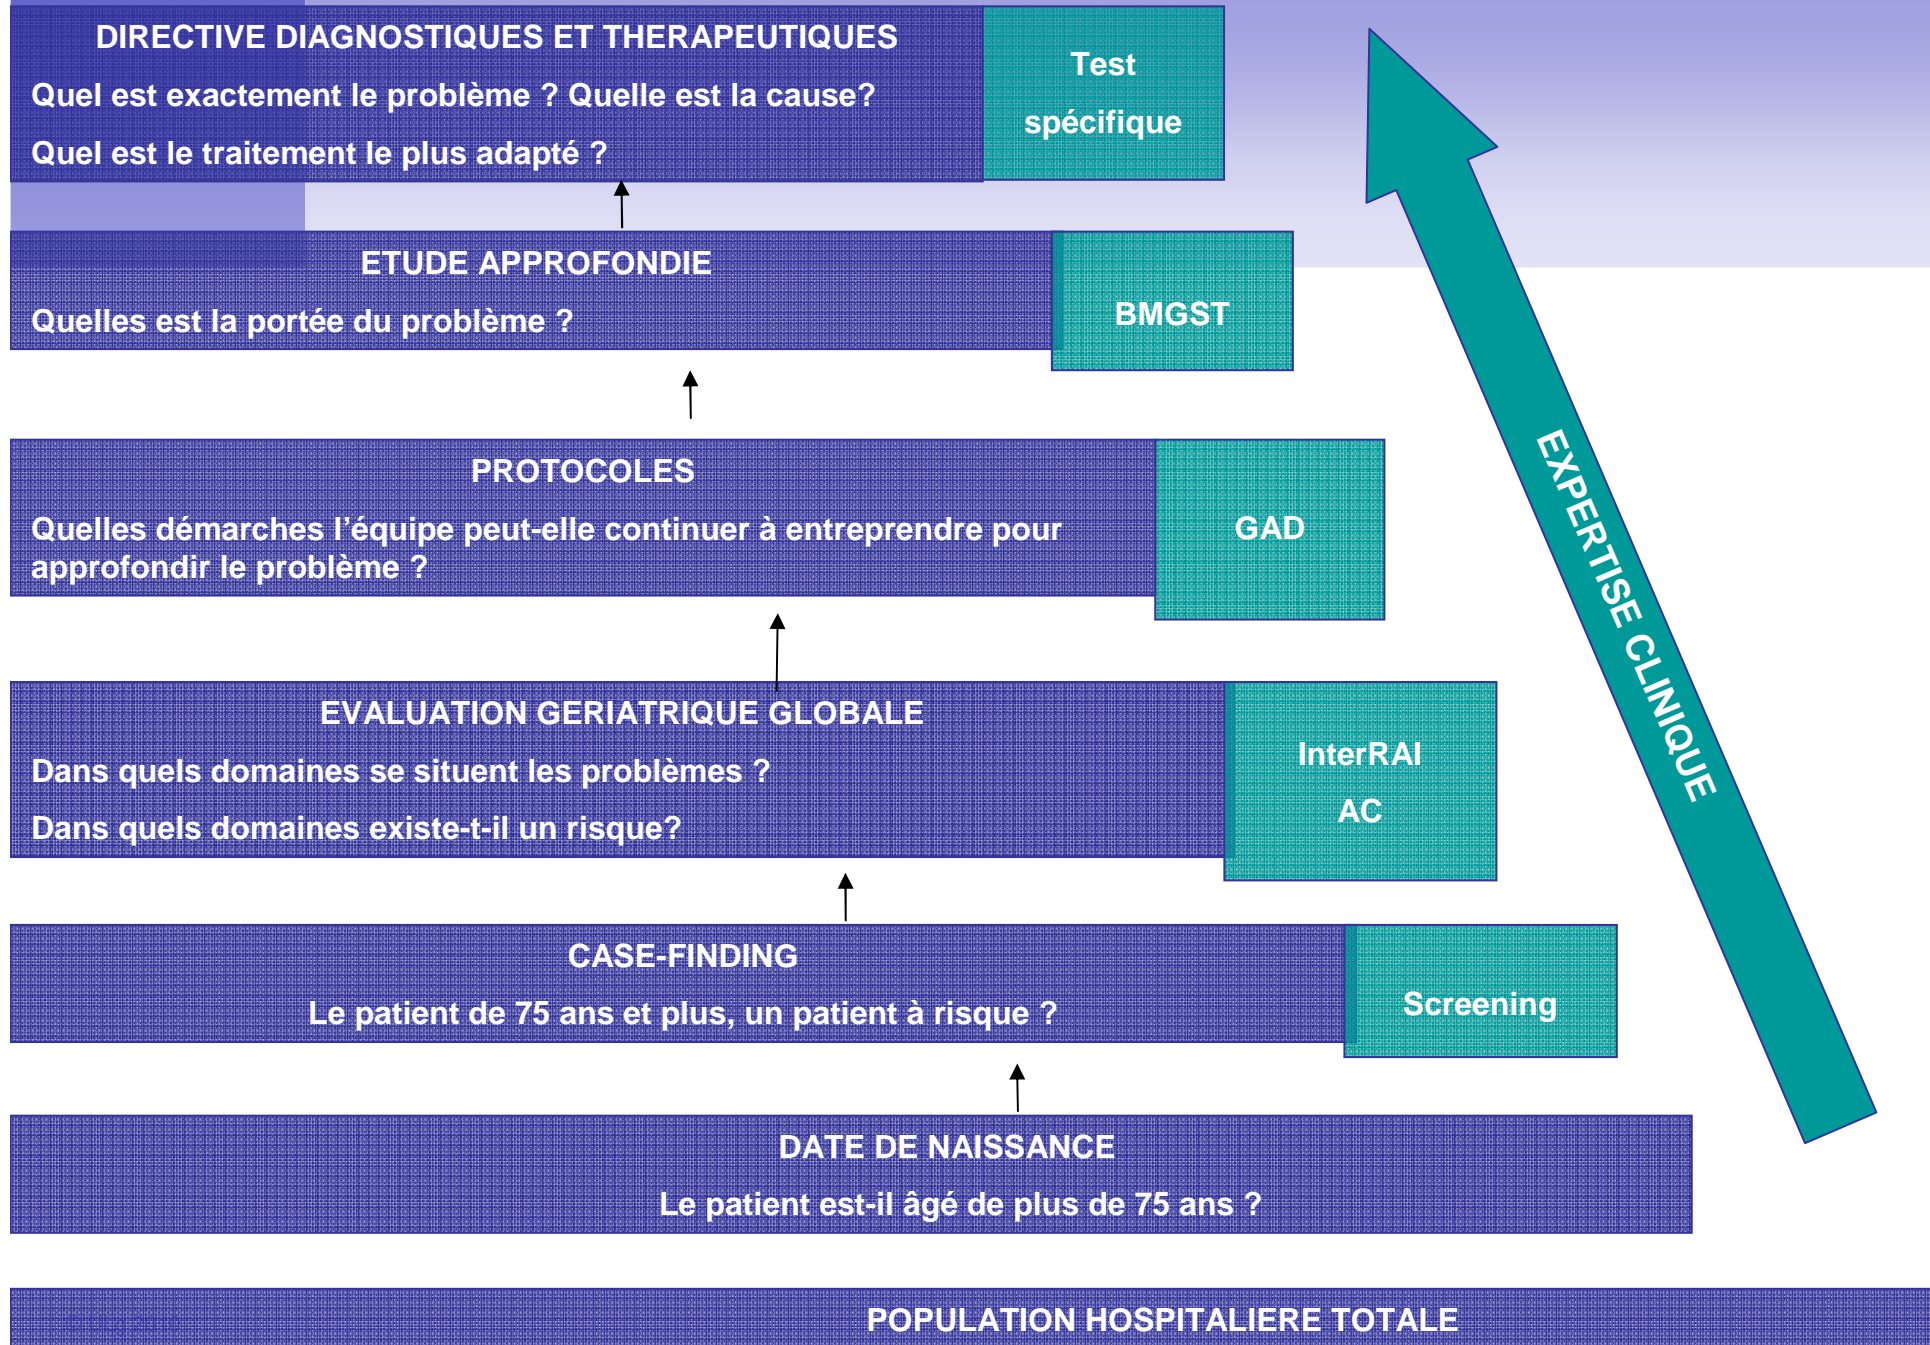 DIRECTIVE DIAGNOSTIQUES ET THERAPEUTIQUES
Quel est exactement le problème ? Quelle est la cause?
Quel est le traitement le plus adapté ?
Test
spécifique
ETUDE APPROFONDIE
Quelles est la portée du problème ?
BMGST
PROTOCOLES
Quelles démarches l’équipe peut-elle continuer à entreprendre pour
approfondir le problème ?
GAD
EVALUATION GERIATRIQUE GLOBALE
Dans quels domaines se situent les problèmes ?
Dans quels domaines existe-t-il un risque?
InterRAI
AC
CASE-FINDING
Le patient de 75 ans et plus, un patient à risque ?
Screening
DATE DE NAISSANCE
Le patient est-il âgé de plus de 75 ans ?
POPULATION HOSPITALIERE TOTALE
EXPERTISE CLINIQUE